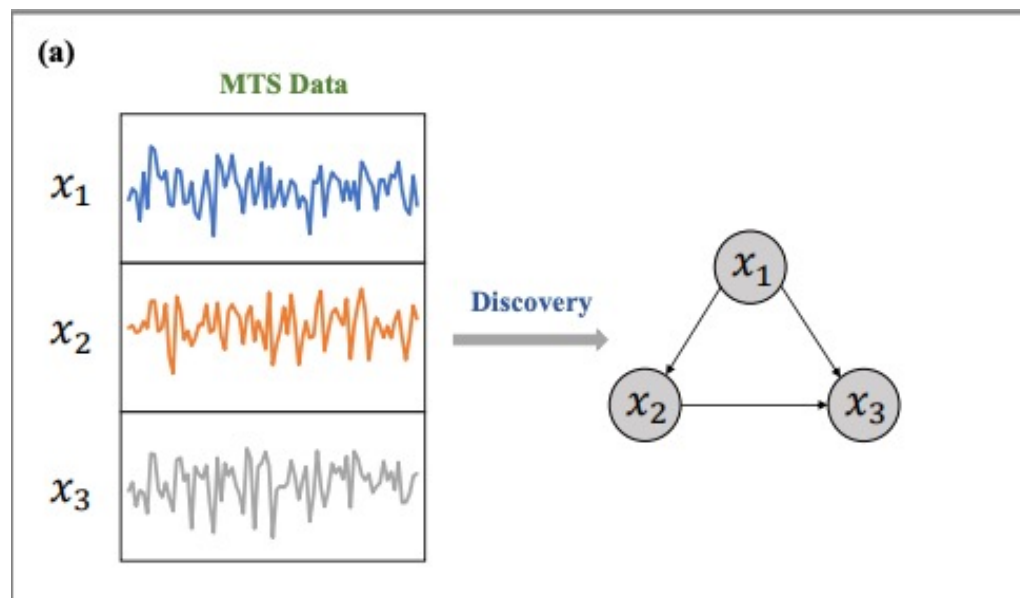 (a)
MTS Data
x₁
x₂
x₃
Discovery
x₁
x₂
x₃